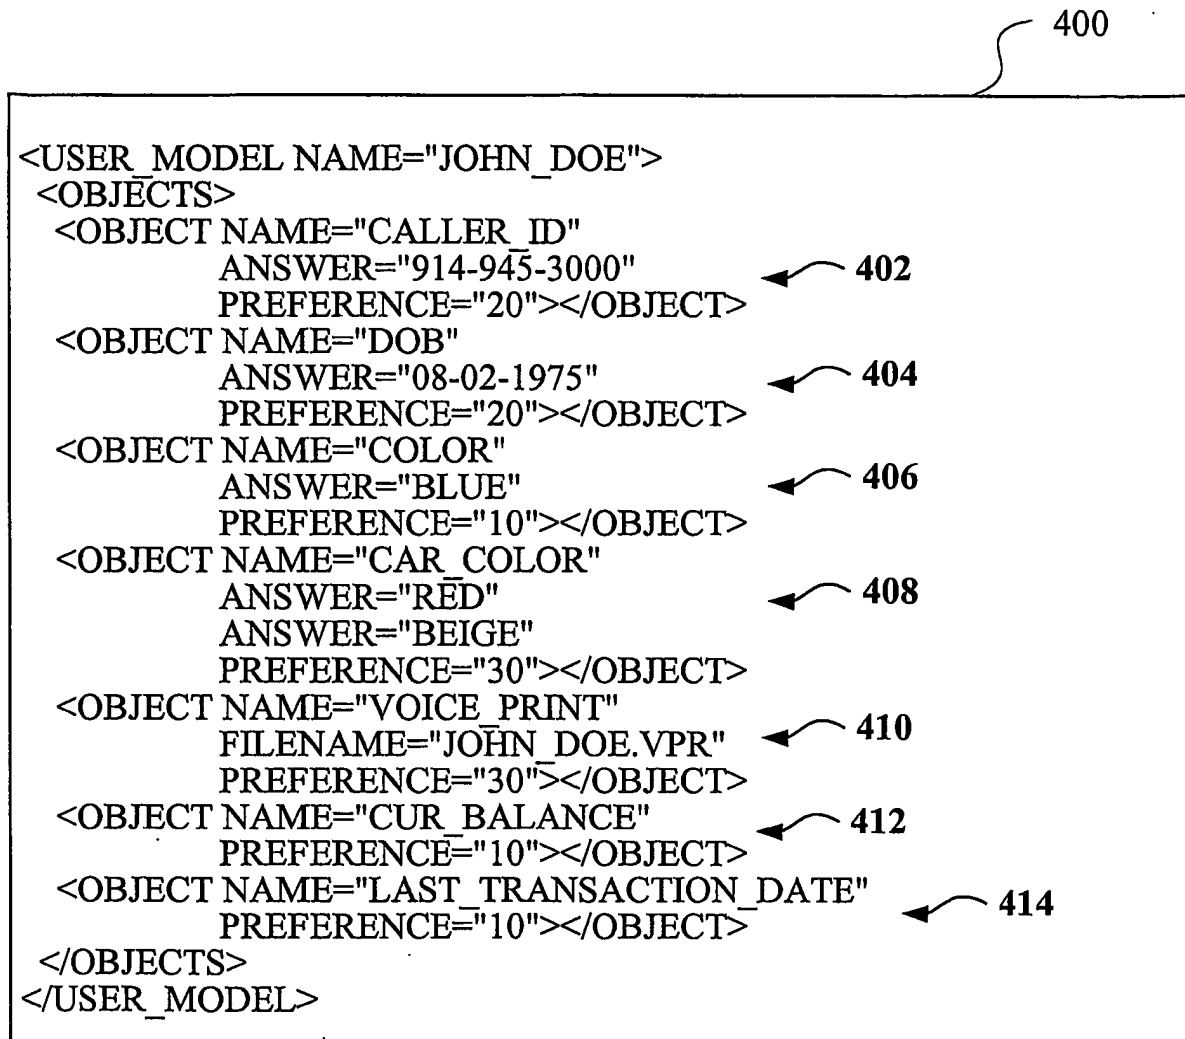 400
<USER_MODEL NAME="JOHN_DOE">
<OBJECTS>
<OBJECT NAME="CALLER_ID"
ANSWER="914-945-3000" 402
PREFERENCE="20"></OBJECT>
<OBJECT NAME="DOB"
ANSWER="08-02-1975" 404
PREFERENCE="20"></OBJECT>
<OBJECT NAME="COLOR"
ANSWER="BLUE" 406
PREFERENCE="10"></OBJECT>
<OBJECT NAME="CAR_COLOR"
ANSWER="RED" 408
ANSWER="BEIGE"
PREFERENCE="30"></OBJECT>
<OBJECT NAME="VOICE_PRINT"
FILENAME="JOHN_DOE.VPR" 410
PREFERENCE="30"></OBJECT>
<OBJECT NAME="CUR_BALANCE" 412
PREFERENCE="10"></OBJECT>
<OBJECT NAME="LAST_TRANSACTION_DATE" 414
PREFERENCE="10"></OBJECT>
</OBJECTS>
</USER_MODEL>